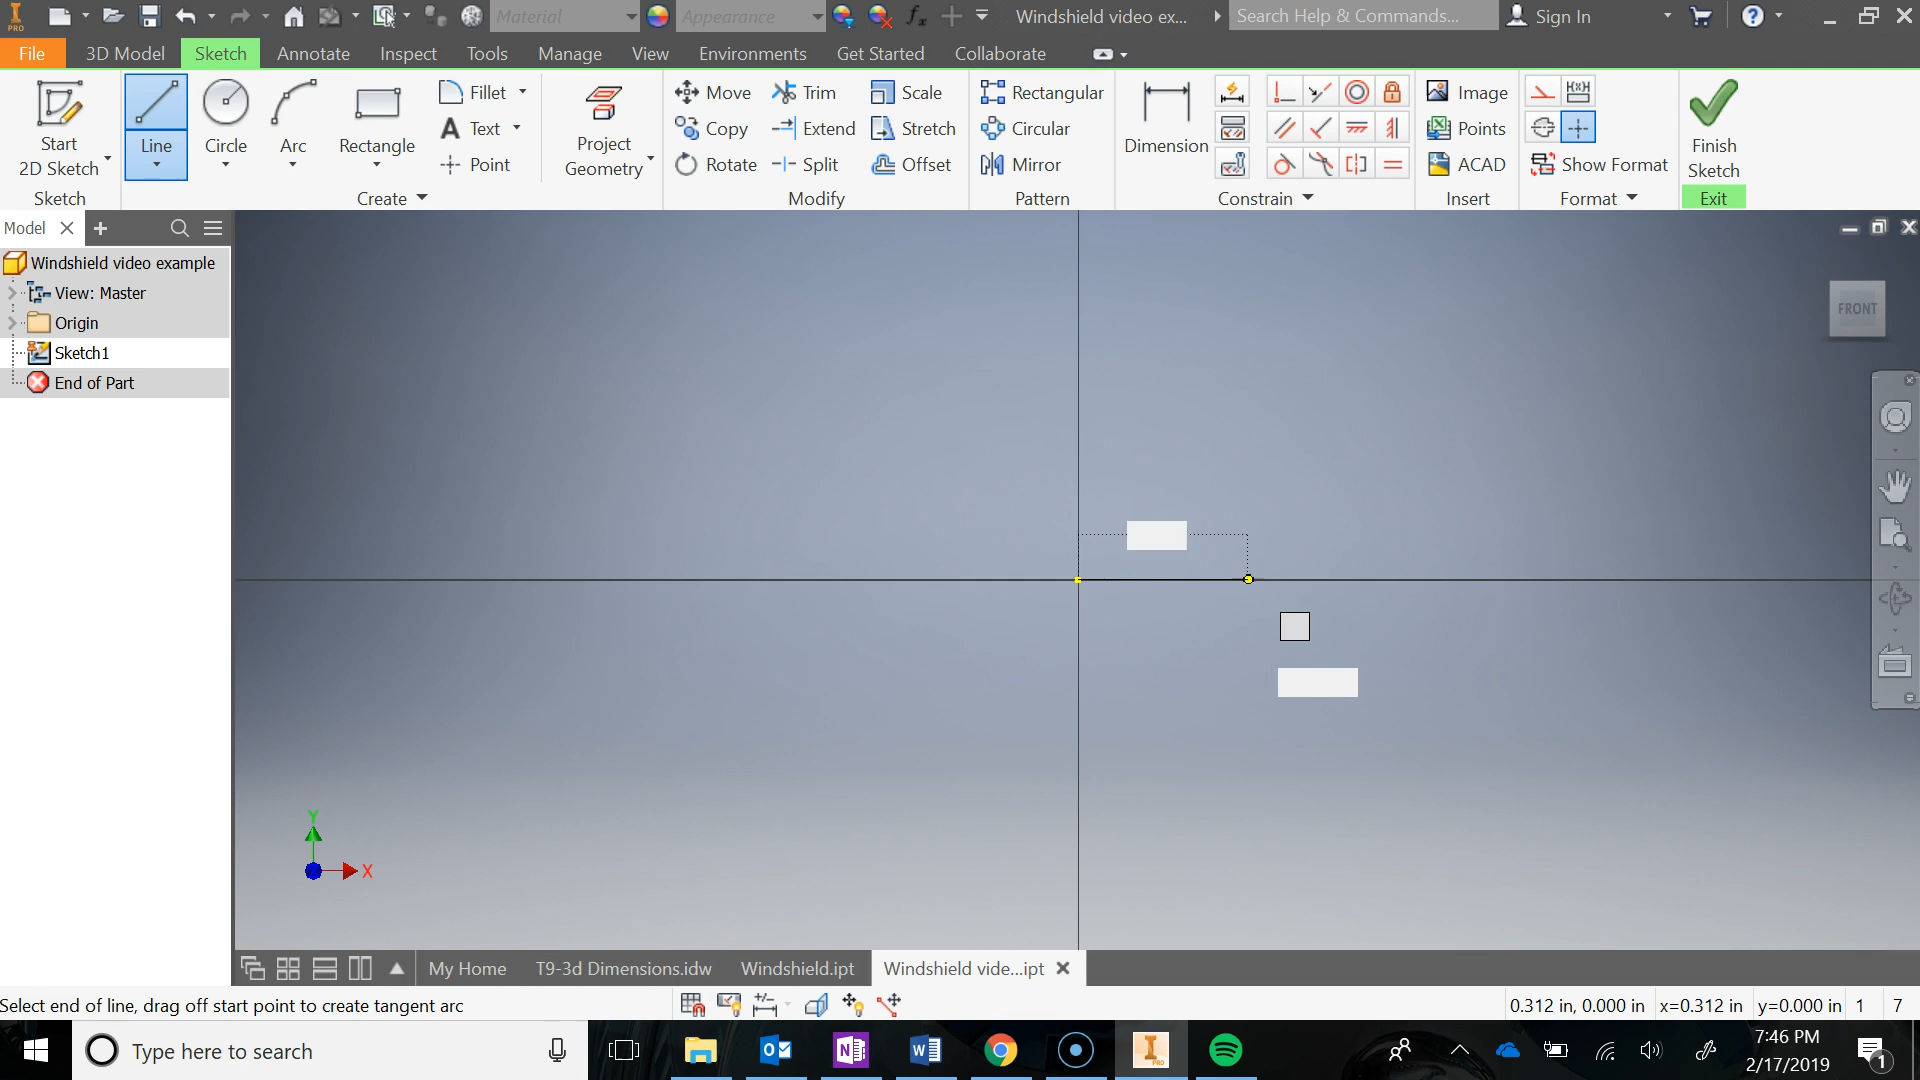 PRO
Material
Appearance
Windshield video ex...
Search Help & Commands...
Sign In
File
3D Model
Sketch
Annotate
Inspect
Tools
Manage
View
Environments
Get Started
Collaborate
Start
2D Sketch
Line
Circle
Arc
Rectangle
Fillet
Text
Point
Project
Geometry
Move
Copy
Rotate
Trim
Extend
Split
Scale
Stretch
Offset
Rectangular
Circular
Mirror
Dimension
Image
Points
ACAD
Show Format
Finish
Sketch
Sketch
Create
Modify
Pattern
Constrain
Insert
Format
Exit
Model
Windshield video example
View: Master
Origin
Sketch1
End of Part
FRONT
Y
X
My Home
T9-3d Dimensions.idw
Windshield.ipt
Windshield vide...ipt
Select end of line, drag off start point to create tangent arc
0.312 in, 0.000 in
x=0.312 in
y=0.000 in
1
7
Type here to search
7:46 PM
2/17/2019
1